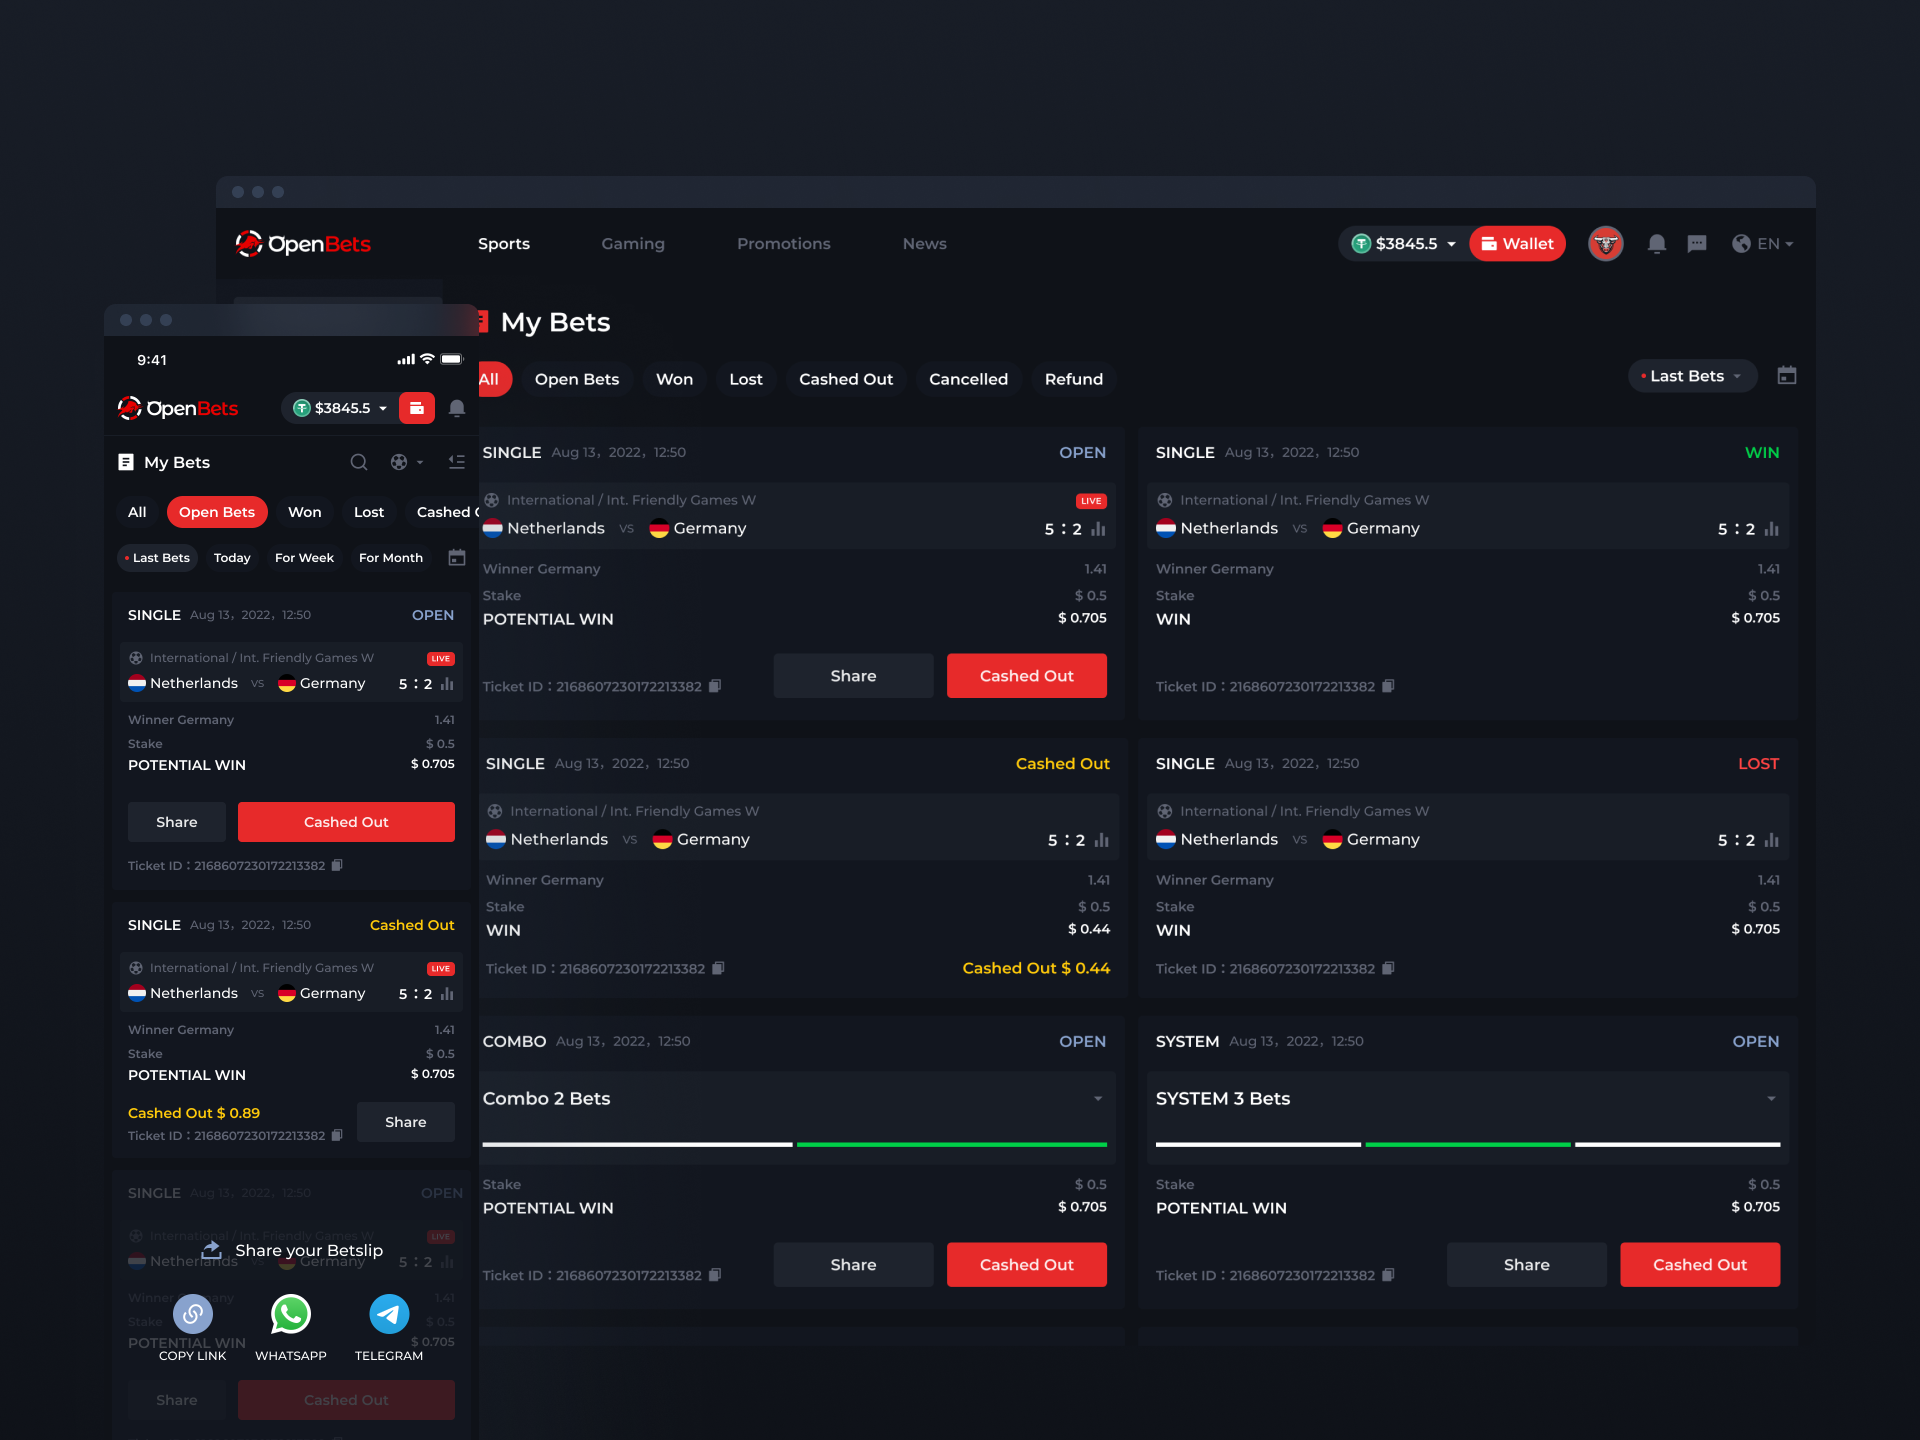 OpenBets
Sports
Gaming
Promotions
News
$3845.5
Wallet
EN
My Bets
All
Open Bets
Won
Lost
Cashed Out
Cancelled
Refund
Last Bets
SINGLE Aug 13, 2022, 12:50 OPEN
International / Int. Friendly Games W LIVE
Netherlands VS Germany 5 : 2
Winner Germany 1.41
Stake $ 0.5
POTENTIAL WIN $ 0.705
Ticket ID : 2168607230172213382
Share
Cashed Out
SINGLE Aug 13, 2022, 12:50 WIN
International / Int. Friendly Games W
Netherlands VS Germany 5 : 2
Winner Germany 1.41
Stake $ 0.5
WIN $ 0.705
Ticket ID : 2168607230172213382
SINGLE Aug 13, 2022, 12:50 Cashed Out
International / Int. Friendly Games W
Netherlands VS Germany 5 : 2
Winner Germany 1.41
Stake $ 0.5
WIN $ 0.44
Ticket ID : 2168607230172213382 Cashed Out $ 0.44
SINGLE Aug 13, 2022, 12:50 LOST
International / Int. Friendly Games W
Netherlands VS Germany 5 : 2
Winner Germany 1.41
Stake $ 0.5
WIN $ 0.705
Ticket ID : 2168607230172213382
COMBO Aug 13, 2022, 12:50 OPEN
Combo 2 Bets
Stake $ 0.5
POTENTIAL WIN $ 0.705
Ticket ID : 2168607230172213382
Share
Cashed Out
SYSTEM Aug 13, 2022, 12:50 OPEN
SYSTEM 3 Bets
Stake $ 0.5
POTENTIAL WIN $ 0.705
Ticket ID : 2168607230172213382
Share
Cashed Out
9:41
OpenBets
$3845.5
My Bets
All
Open Bets
Won
Lost
Cashed
Last Bets
Today
For Week
For Month
SINGLE Aug 13, 2022, 12:50 OPEN
International / Int. Friendly Games W LIVE
Netherlands VS Germany 5 : 2
Winner Germany 1.41
Stake $ 0.5
POTENTIAL WIN $ 0.705
Share
Cashed Out
Ticket ID : 2168607230172213382
SINGLE Aug 13, 2022, 12:50 Cashed Out
International / Int. Friendly Games W LIVE
Netherlands VS Germany 5 : 2
Winner Germany 1.41
Stake $ 0.5
POTENTIAL WIN $ 0.705
Cashed Out $ 0.89
Ticket ID : 2168607230172213382
Share
SINGLE Aug 13, 2022, 12:50 OPEN
International / Int. Friendly Games W LIVE
Share your Betslip
Netherlands VS Germany 5 : 2
Stake $ 0.5
POTENTIAL WIN $ 0.705
COPY LINK
WHATSAPP
TELEGRAM
Share
Cashed Out